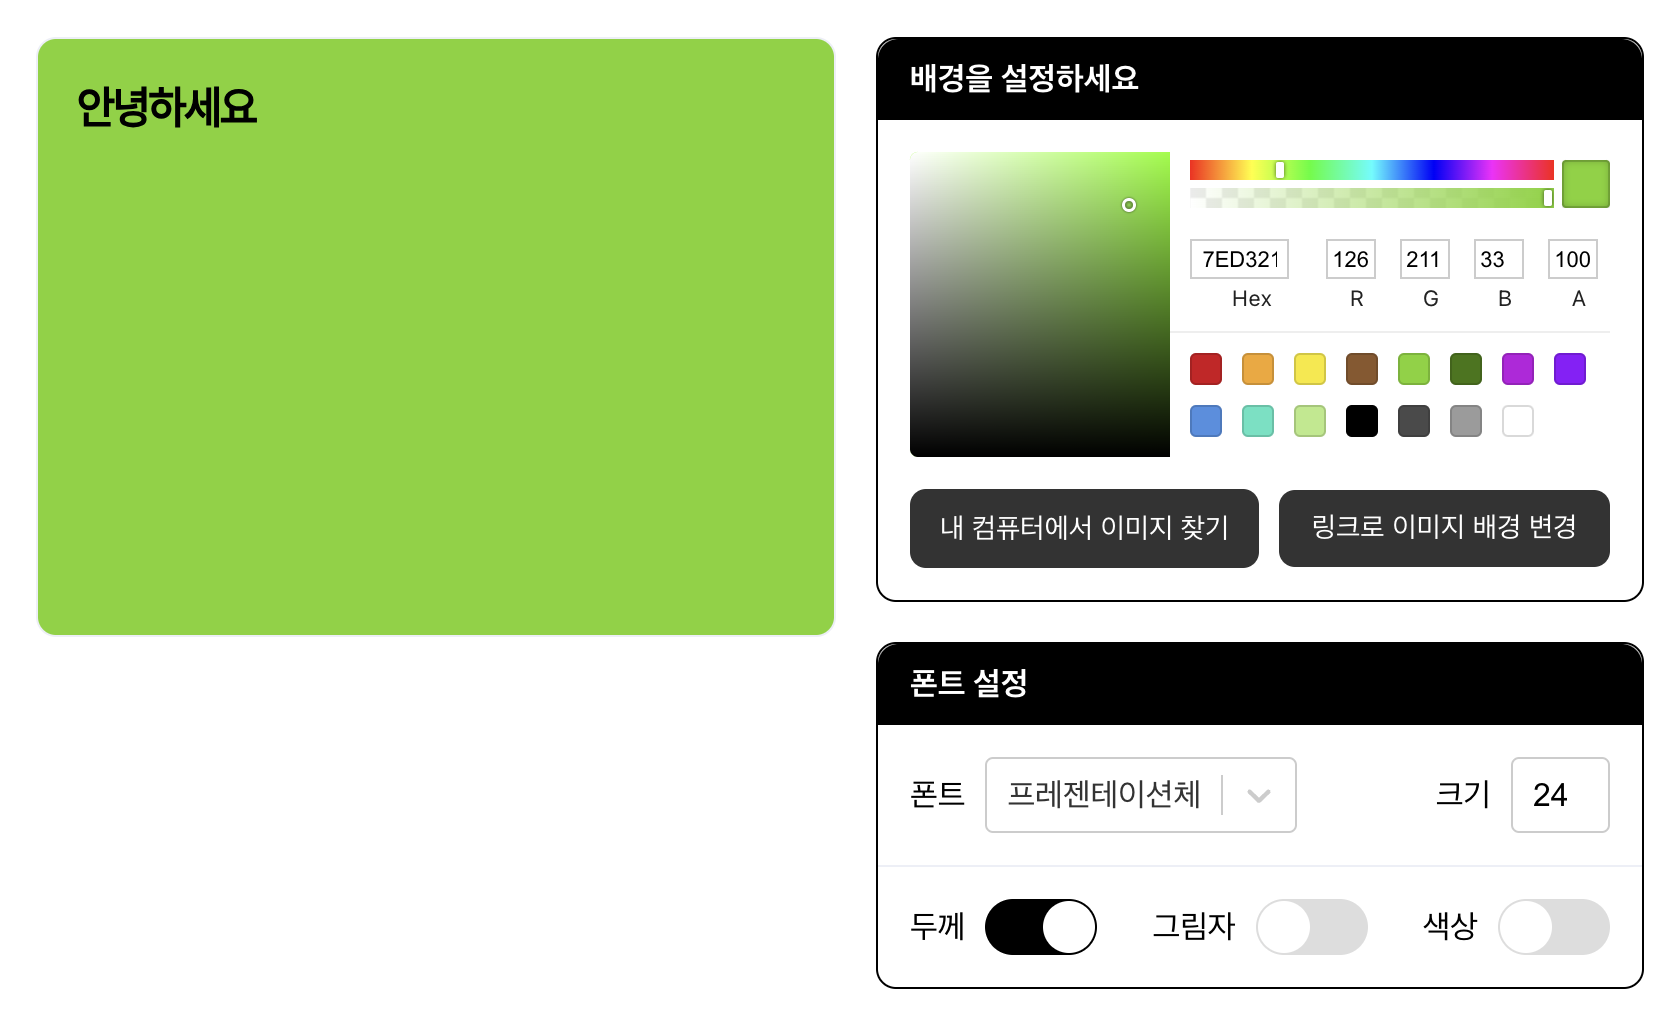 안녕하세요
배경을 설정하세요
7ED321 126 211 33 100
Hex R G B A
내 컴퓨터에서 이미지 찾기 링크로 이미지 배경 변경
폰트 설정
폰트 프레젠테이션체 크기 24
두께 그림자 색상